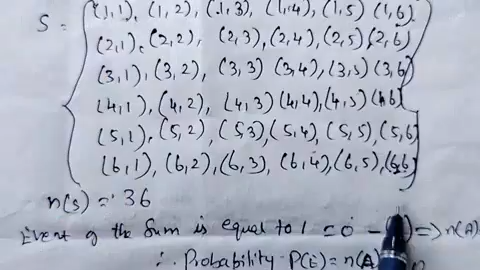 S = { (1,1), (1,2), (1,3) (1,4), (1,5) (1,6)
(2,1), (2,2), (2,3) (2,4), (2,5) (2,6)
(3,1), (3,2), (3,3) (3,4), (3,5) (3,6)
(4,1), (4,2), (4,3) (4,4), (4,5) (4,6)
(5,1), (5,2) (5,3) (5,4), (5,5), (5,6)
(6,1), (6,2), (6,3) (6,4), (6,5), (6,6) }
n(s) = 36
Event of the Sum is equal to 1 = 0 - => n(A)
∴ Probability P(E) = n(A)